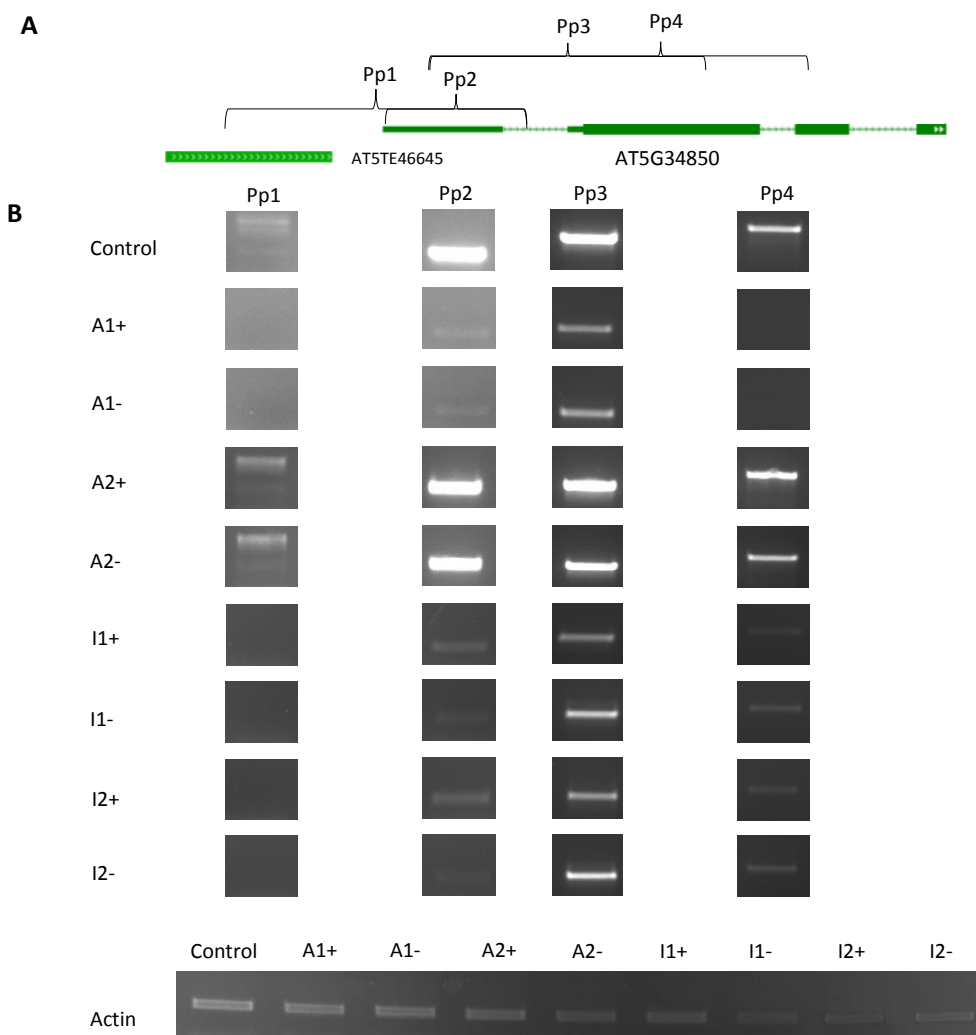 A
Pp3 Pp4
Pp1
Pp2
AT5TE46645 AT5G34850
B
Pp1 Pp2 Pp3 Pp4
Control
A1+
A1-
A2+
A2-
I1+
I1-
I2+
I2-
Control A1+ A1- A2+ A2- I1+ I1- I2+ I2-
Actin